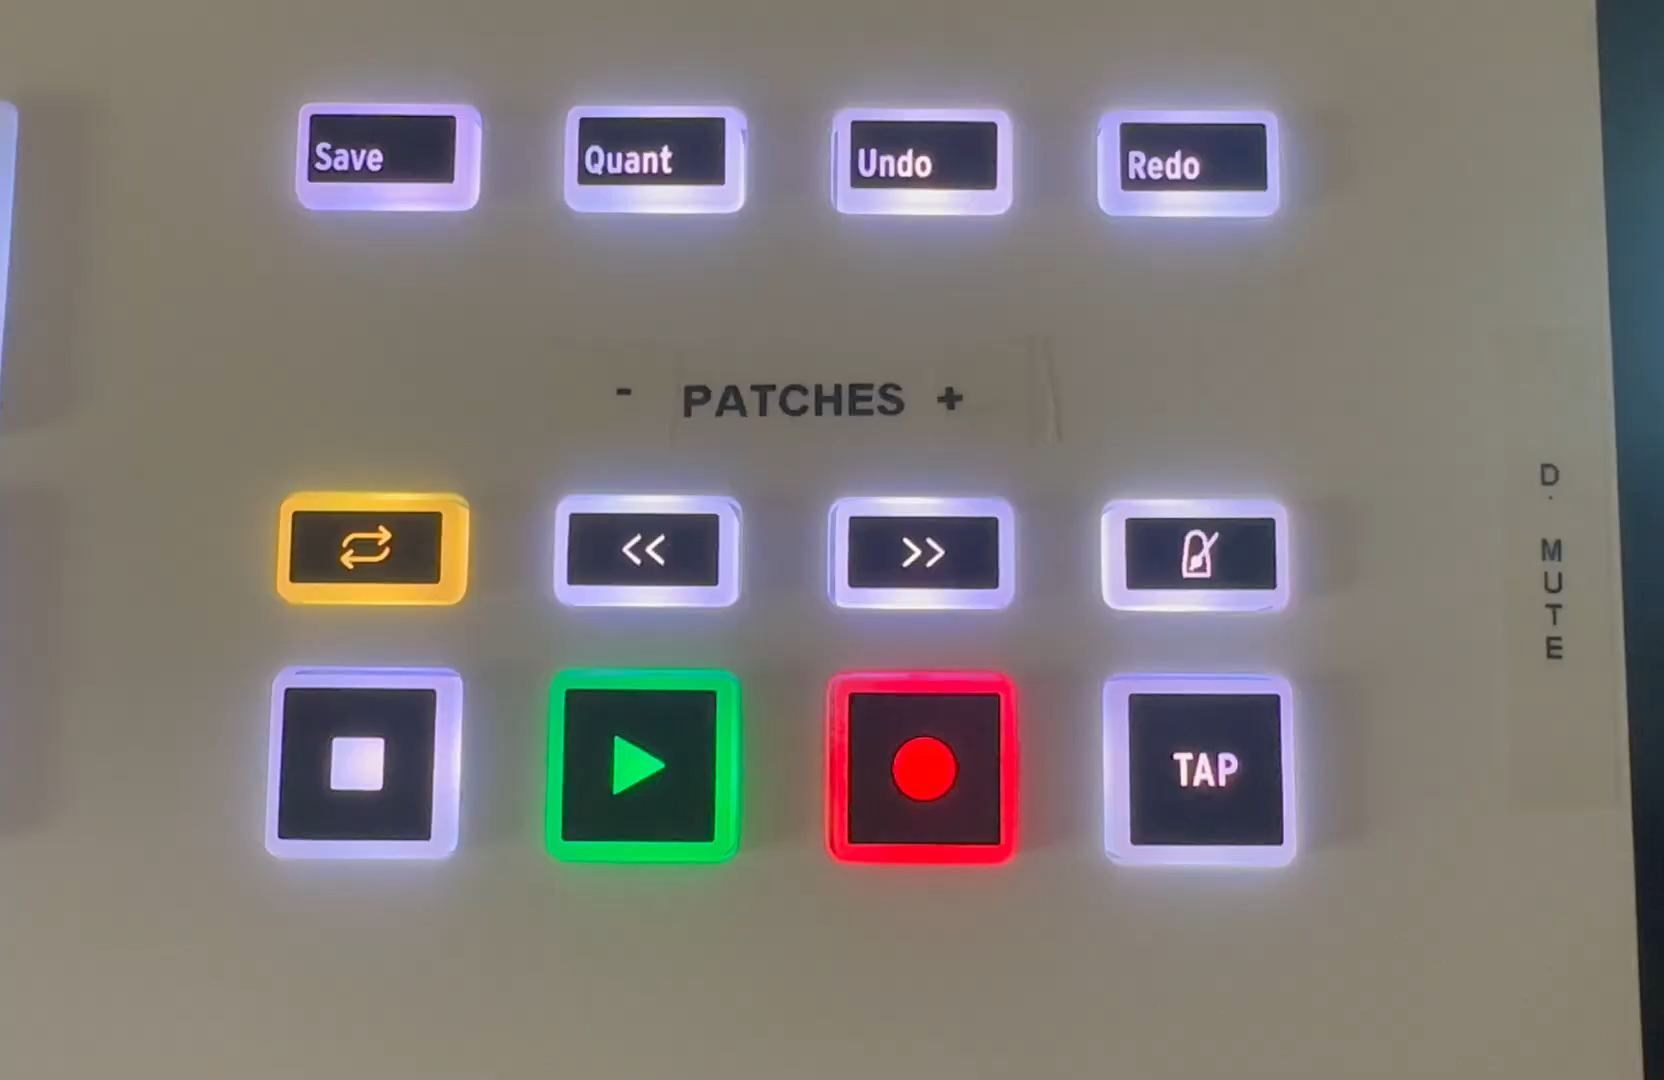 Save
Quant
Undo
Redo
- PATCHES +
<<
>>
TAP
D. MUTE